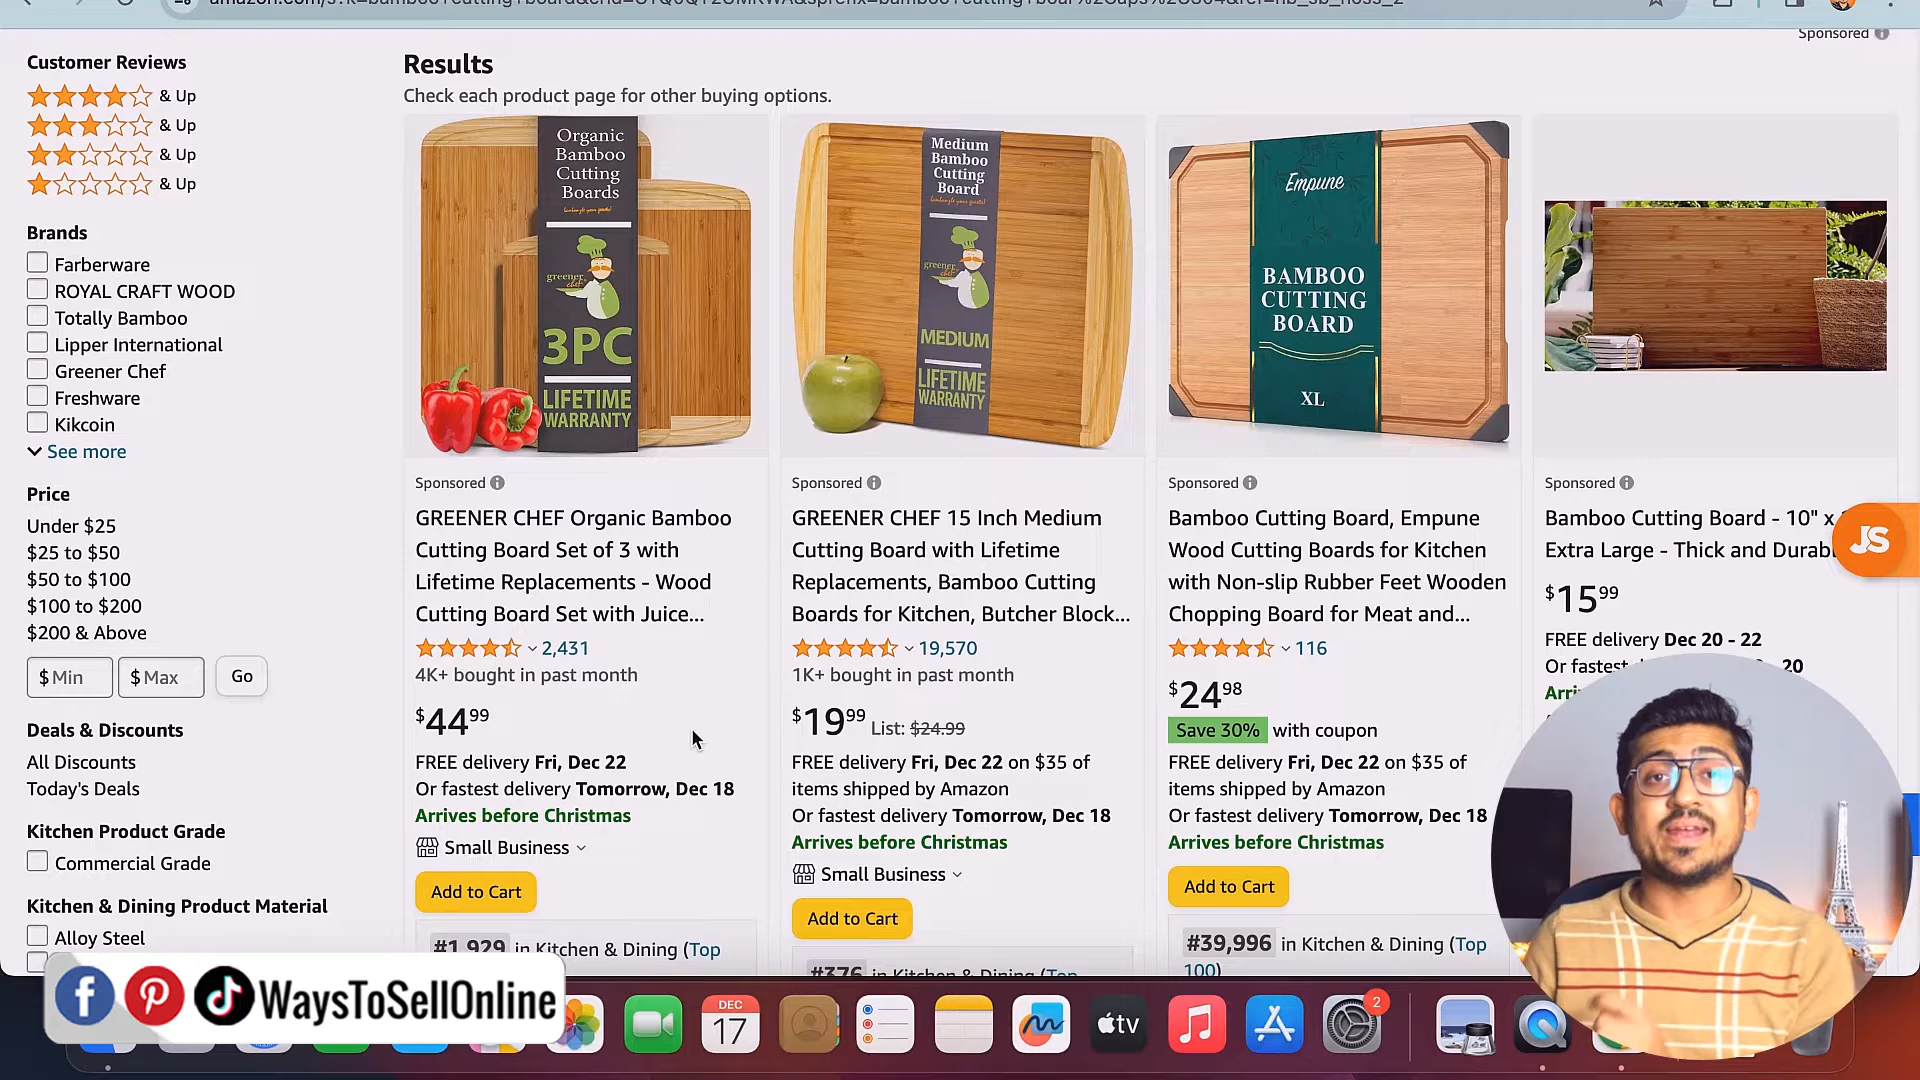 Sponsored
Customer Reviews
& Up
& Up
& Up
& Up
Brands
Farberware
ROYAL CRAFT WOOD
Totally Bamboo
Lipper International
Greener Chef
Freshware
Kikcoin
See more
Price
Under $25
$25 to $50
$50 to $100
$100 to $200
$200 & Above
$ Min $ Max Go
Deals & Discounts
All Discounts
Today's Deals
Kitchen Product Grade
Commercial Grade
Kitchen & Dining Product Material
Alloy Steel
Results
Check each product page for other buying options.
Organic
Bamboo
Cutting
Boards
greener
chef
3PC
LIFETIME
WARRANTY
Sponsored
GREENER CHEF Organic Bamboo
Cutting Board Set of 3 with
Lifetime Replacements - Wood
Cutting Board Set with Juice...
2,431
4K+ bought in past month
$44 99
FREE delivery Fri, Dec 22
Or fastest delivery Tomorrow, Dec 18
Arrives before Christmas
Small Business
Add to Cart
#1,929 in Kitchen & Dining (Top
Medium
Bamboo
Cutting
Board
greener
chef
MEDIUM
LIFETIME
WARRANTY
Sponsored
GREENER CHEF 15 Inch Medium
Cutting Board with Lifetime
Replacements, Bamboo Cutting
Boards for Kitchen, Butcher Block...
19,570
1K+ bought in past month
$19 99 List: $24.99
FREE delivery Fri, Dec 22 on $35 of
items shipped by Amazon
Or fastest delivery Tomorrow, Dec 18
Arrives before Christmas
Small Business
Add to Cart
#376 in Kitchen & Dining (Top
Empune
BAMBOO
CUTTING
BOARD
XL
Sponsored
Bamboo Cutting Board, Empune
Wood Cutting Boards for Kitchen
with Non-slip Rubber Feet Wooden
Chopping Board for Meat and...
116
$24 98
Save 30% with coupon
FREE delivery Fri, Dec 22 on $35 of
items shipped by Amazon
Or fastest delivery Tomorrow, Dec 18
Arrives before Christmas
Add to Cart
#39,996 in Kitchen & Dining (Top
100)
Sponsored
Bamboo Cutting Board - 10" x
Extra Large - Thick and
$15 99
FREE delivery Dec 20 - 22
Or 20
JS
WaysToSellOnline
DEC
17
tv
2